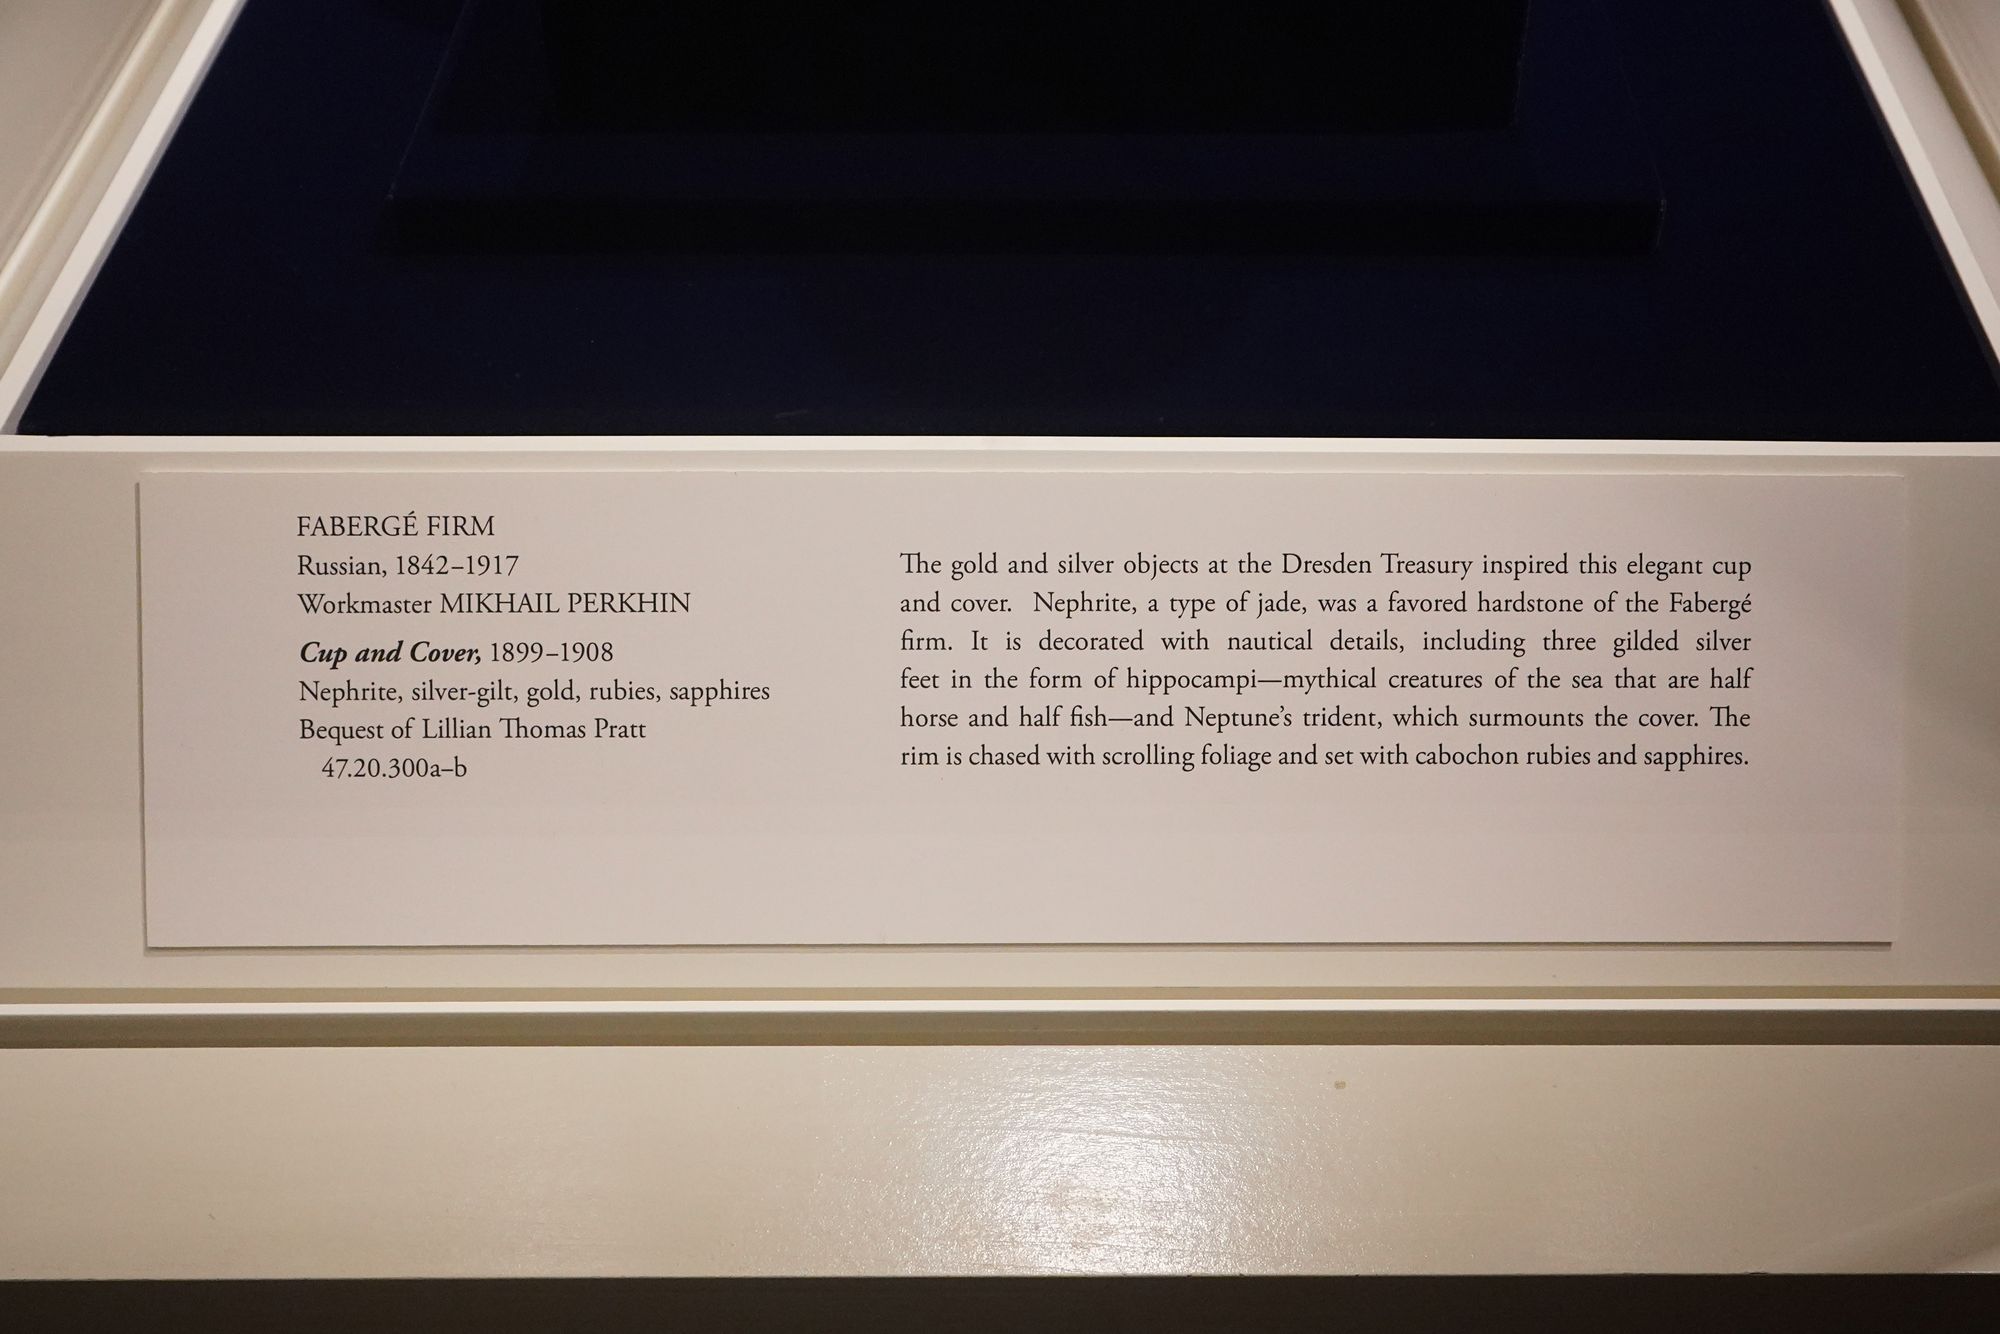 FABERGÉ FIRM
Russian, 1842–1917
Workmaster MIKHAIL PERKHIN
Cup and Cover, 1899–1908
Nephrite, silver-gilt, gold, rubies, sapphires
Bequest of Lillian Thomas Pratt
47.20.300a–b
The gold and silver objects at the Dresden Treasury inspired this elegant cup
and cover. Nephrite, a type of jade, was a favored hardstone of the Fabergé
firm. It is decorated with nautical details, including three gilded silver
feet in the form of hippocampi—mythical creatures of the sea that are half
horse and half fish—and Neptune's trident, which surmounts the cover. The
rim is chased with scrolling foliage and set with cabochon rubies and sapphires.